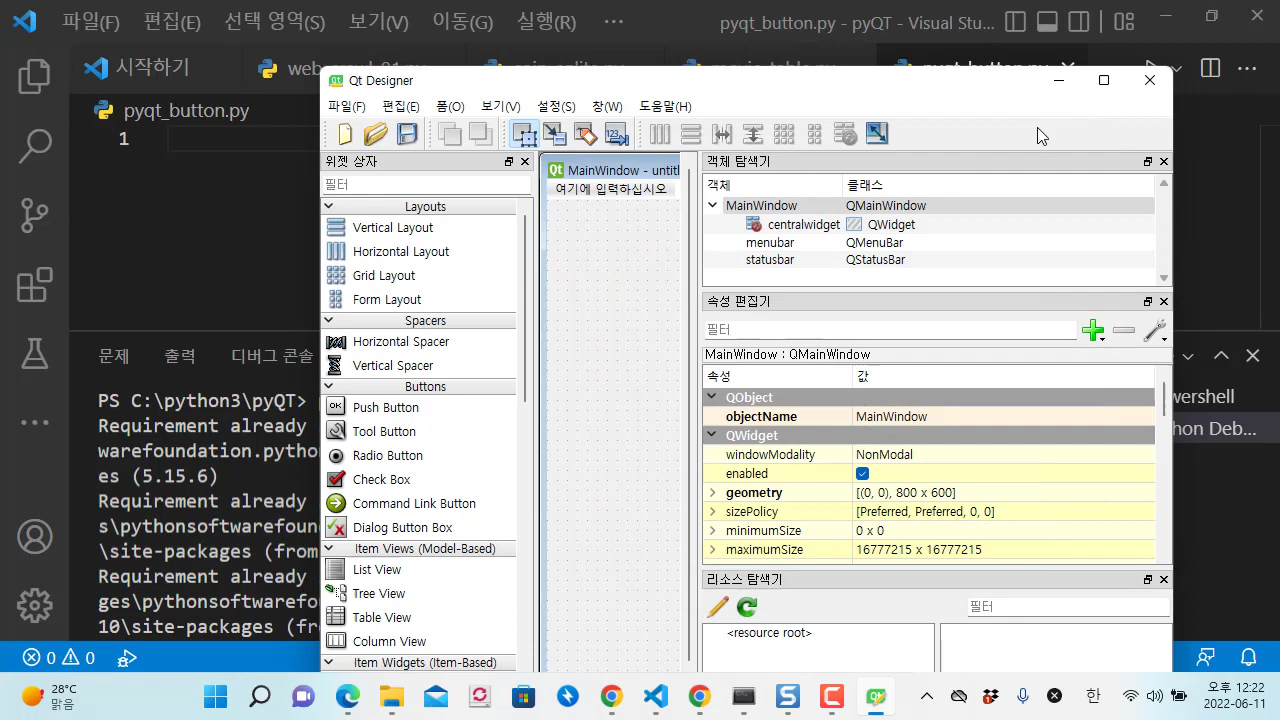 파일(F) 편집(E) 선택 영역(S) 보기(V) 이동(G) 실행(R) ··· pyqt_button.py - pyQT - Visual Stu...
시작하기
pyqt_button.py
1
문제 출력 디버그 콘솔
PS C:\python3\pyQT>
Requirement already
warefoundation.python
es (5.15.6)
Requirement already
s\pythonsoftwarefoun
\site-packages (from
Requirement already
ges\pythonsoftwarefo
10\site-packages (fr
wershell
hon Deb...
0 0
Qt Designer
파일(F) 편집(E) 폼(O) 보기(V) 설정(S) 창(W) 도움말(H)
위젯 상자
필터
Layouts
Vertical Layout
Horizontal Layout
Grid Layout
Form Layout
Spacers
Horizontal Spacer
Vertical Spacer
Buttons
Push Button
Tool Button
Radio Button
Check Box
Command Link Button
Dialog Button Box
Item Views (Model-Based)
List View
Tree View
Table View
Column View
Item Widgets (Item-Based)
MainWindow - untitl
여기에 입력하십시오
객체 탐색기
객체 클래스
MainWindow QMainWindow
centralwidget QWidget
menubar QMenuBar
statusbar QStatusBar
속성 편집기
필터
MainWindow : QMainWindow
속성 값
QObject
objectName MainWindow
QWidget
windowModality NonModal
enabled
geometry [(0, 0), 800 x 600]
sizePolicy [Preferred, Preferred, 0, 0]
minimumSize 0 x 0
maximumSize 16777215 x 16777215
리소스 탐색기
필터
<resource root>
28°C
맑음
한
오후 12:22
2022-06-11